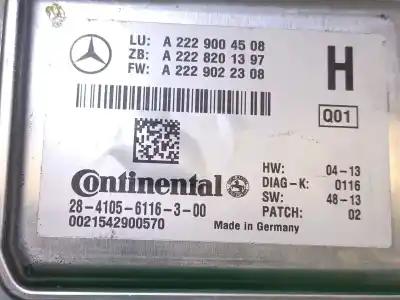 LU: A 222 900 45 08
ZB: A 222 820 13 97
FW: A 222 902 23 08
H
Q01
Continental
28-4105-6116-3-00
0021542900570
HW: 04-13
DIAG-K: 0116
SW: 48-13
PATCH: 02
Made in Germany